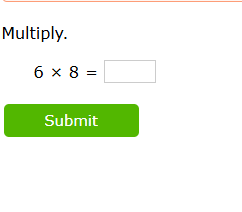 Multiply.
6 × 8 =
Submit